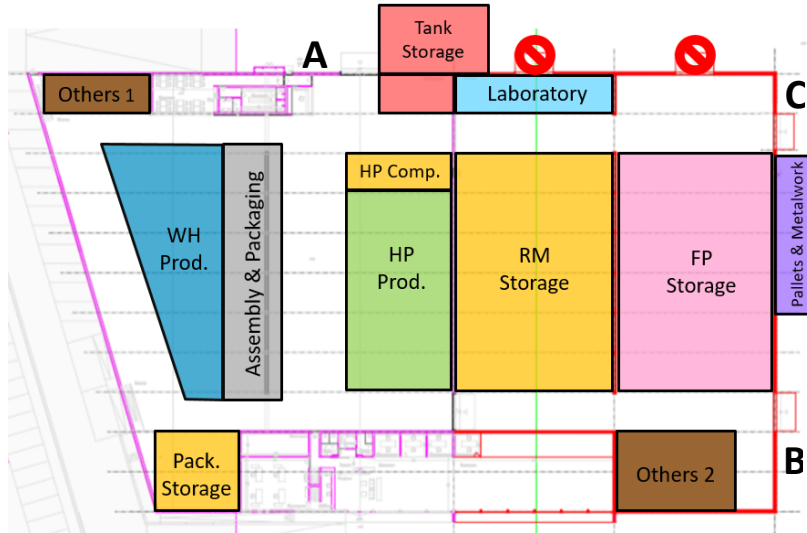 A
Tank
Storage
C
Others 1
Laboratory
HP Comp.
WH
Prod.
Assembly & Packaging
HP
Prod.
RM
Storage
FP
Storage
Pallets & Metalwork
B
Pack.
Storage
Others 2